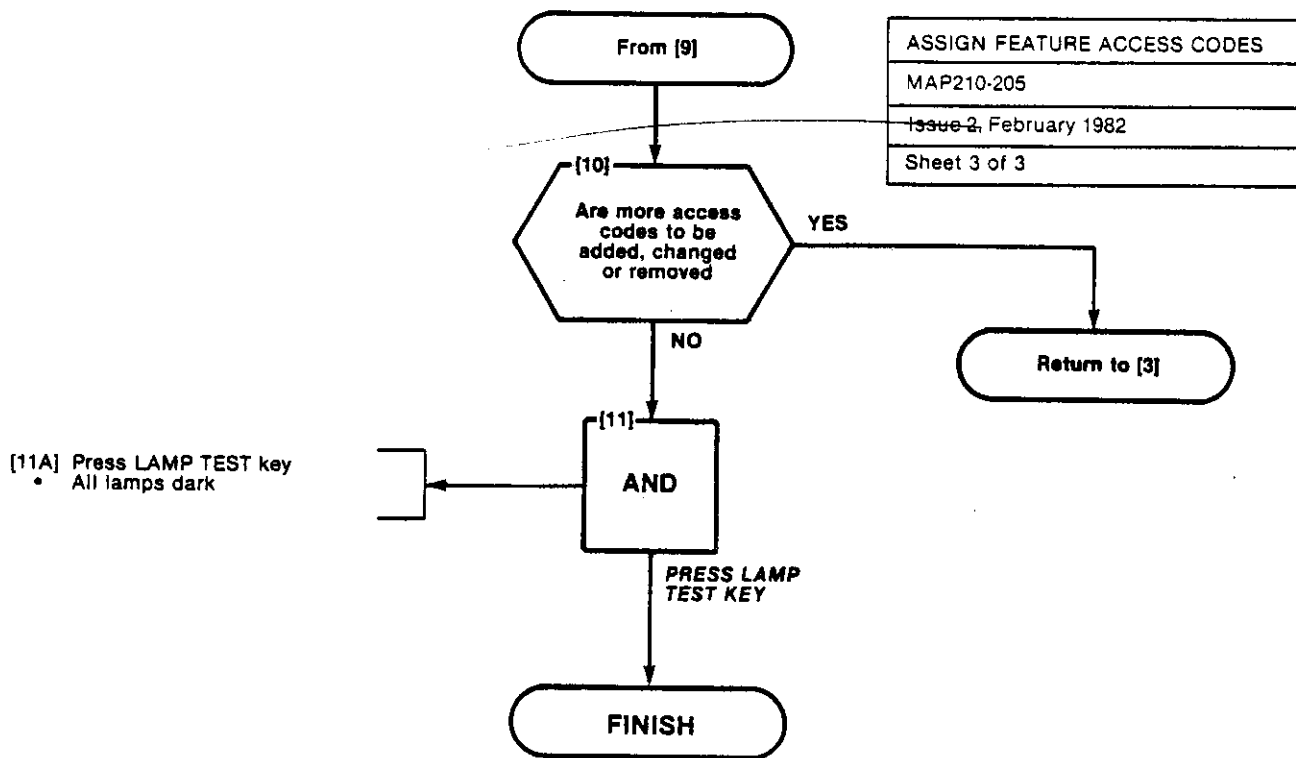 From [9]
ASSIGN FEATURE ACCESS CODES
MAP210-205
Issue 2, February 1982
Sheet 3 of 3
[10]
Are more access
codes to be
added, changed
or removed
YES
NO
Return to [3]
[11]
AND
[11A] Press LAMP TEST key
• All lamps dark
PRESS LAMP
TEST KEY
FINISH